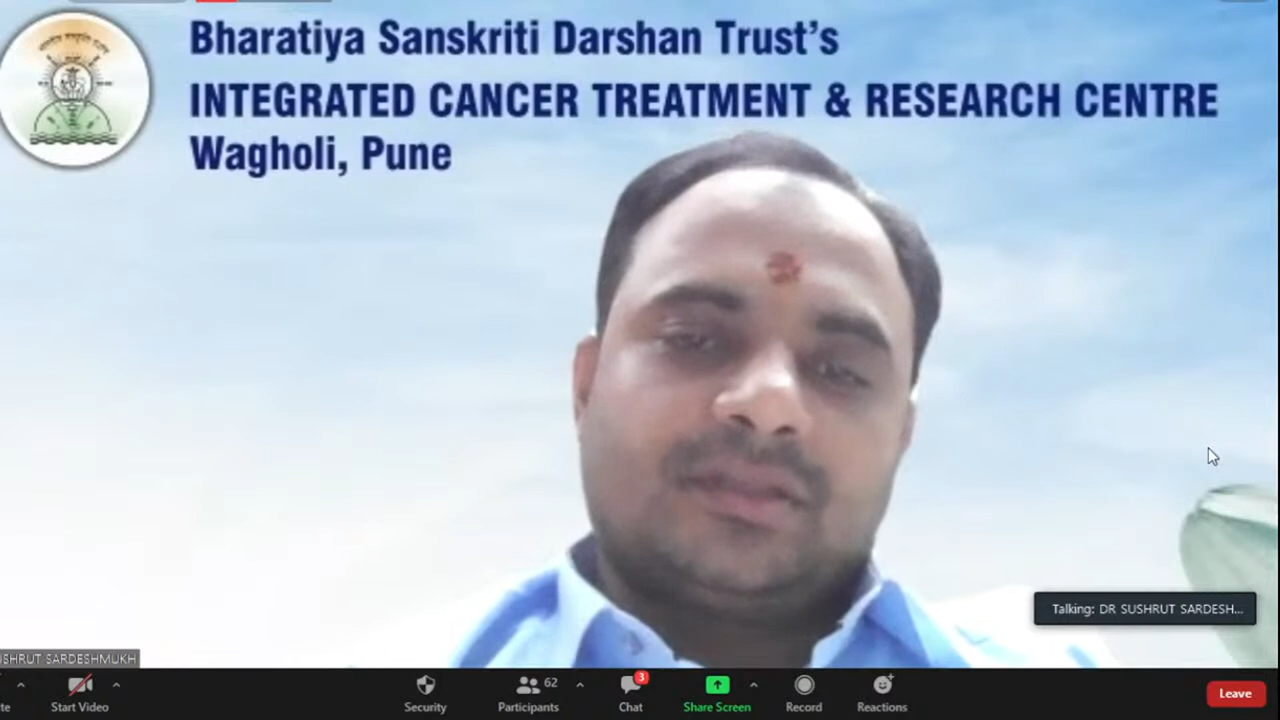 Bharatiya Sanskriti Darshan Trust's
INTEGRATED CANCER TREATMENT & RESEARCH CENTRE
Wagholi, Pune
Talking: DR SUSHRUT SARDESH...
SHRUT SARDESHMUKH
te
Start Video
Security
62
Participants
3
Chat
Share Screen
Record
Reactions
Leave